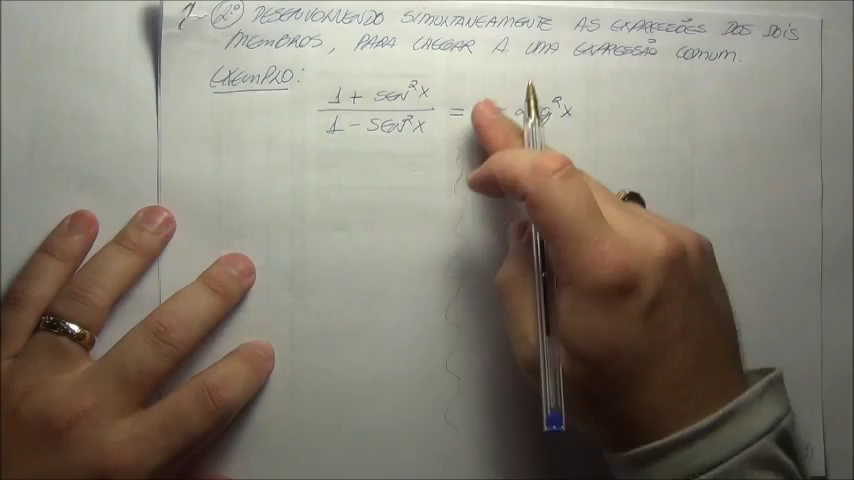 2º DESENVOLVENDO SIMULTANEAMENTE AS EXPRESSÕES DOS DOIS
MEMBROS, PARA CHEGAR A UMA EXPRESSÃO COMUM.
EXEMPLO:
1 + SEN²X
=
1 - SEN²X